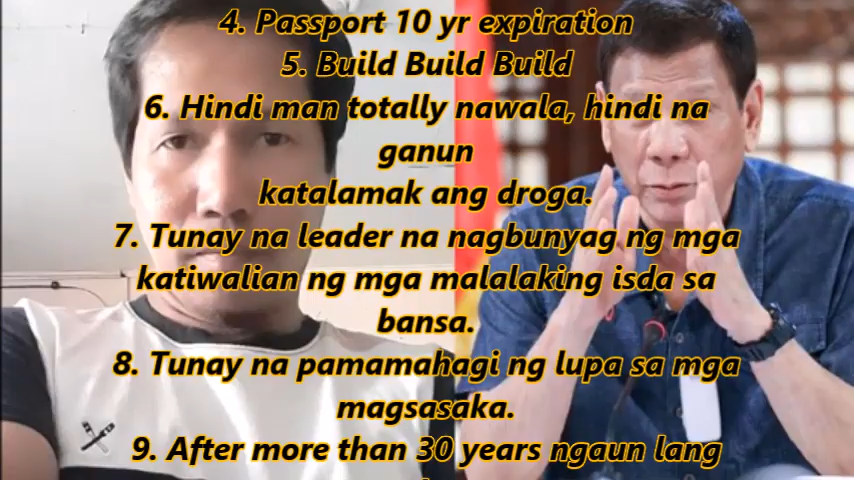 4. Passport 10 yr expiration
5. Build Build Build
6. Hindi man totally nawala, hindi na
ganun
katalamak ang droga.
7. Tunay na leader na nagbunyag ng mga
katiwalian ng mga malalaking isda sa
bansa.
8. Tunay na pamamahagi ng lupa sa mga
magsasaka.
9. After more than 30 years ngaun lang